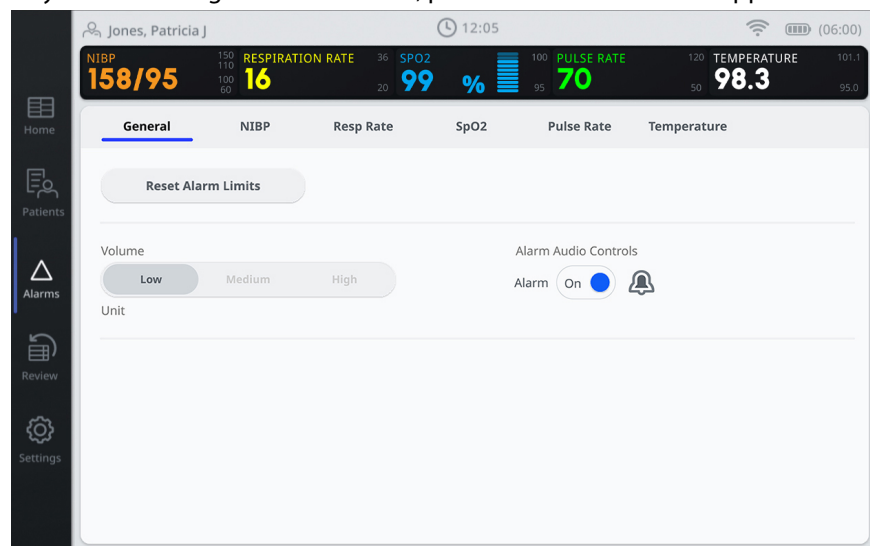 Jones, Patricia J 12:05 (06:00)
NIBP 150 RESPIRATION RATE 36 SPO2 100 PULSE RATE 120 TEMPERATURE 101.1
110
158/95 100 16 99 % 70 98.3
60 20 95 50 95.0
General NIBP Resp Rate SpO2 Pulse Rate Temperature
Home
Reset Alarm Limits
Patients
Volume Alarm Audio Controls
Low Medium High Alarm On
Alarms
Unit
Review
Settings